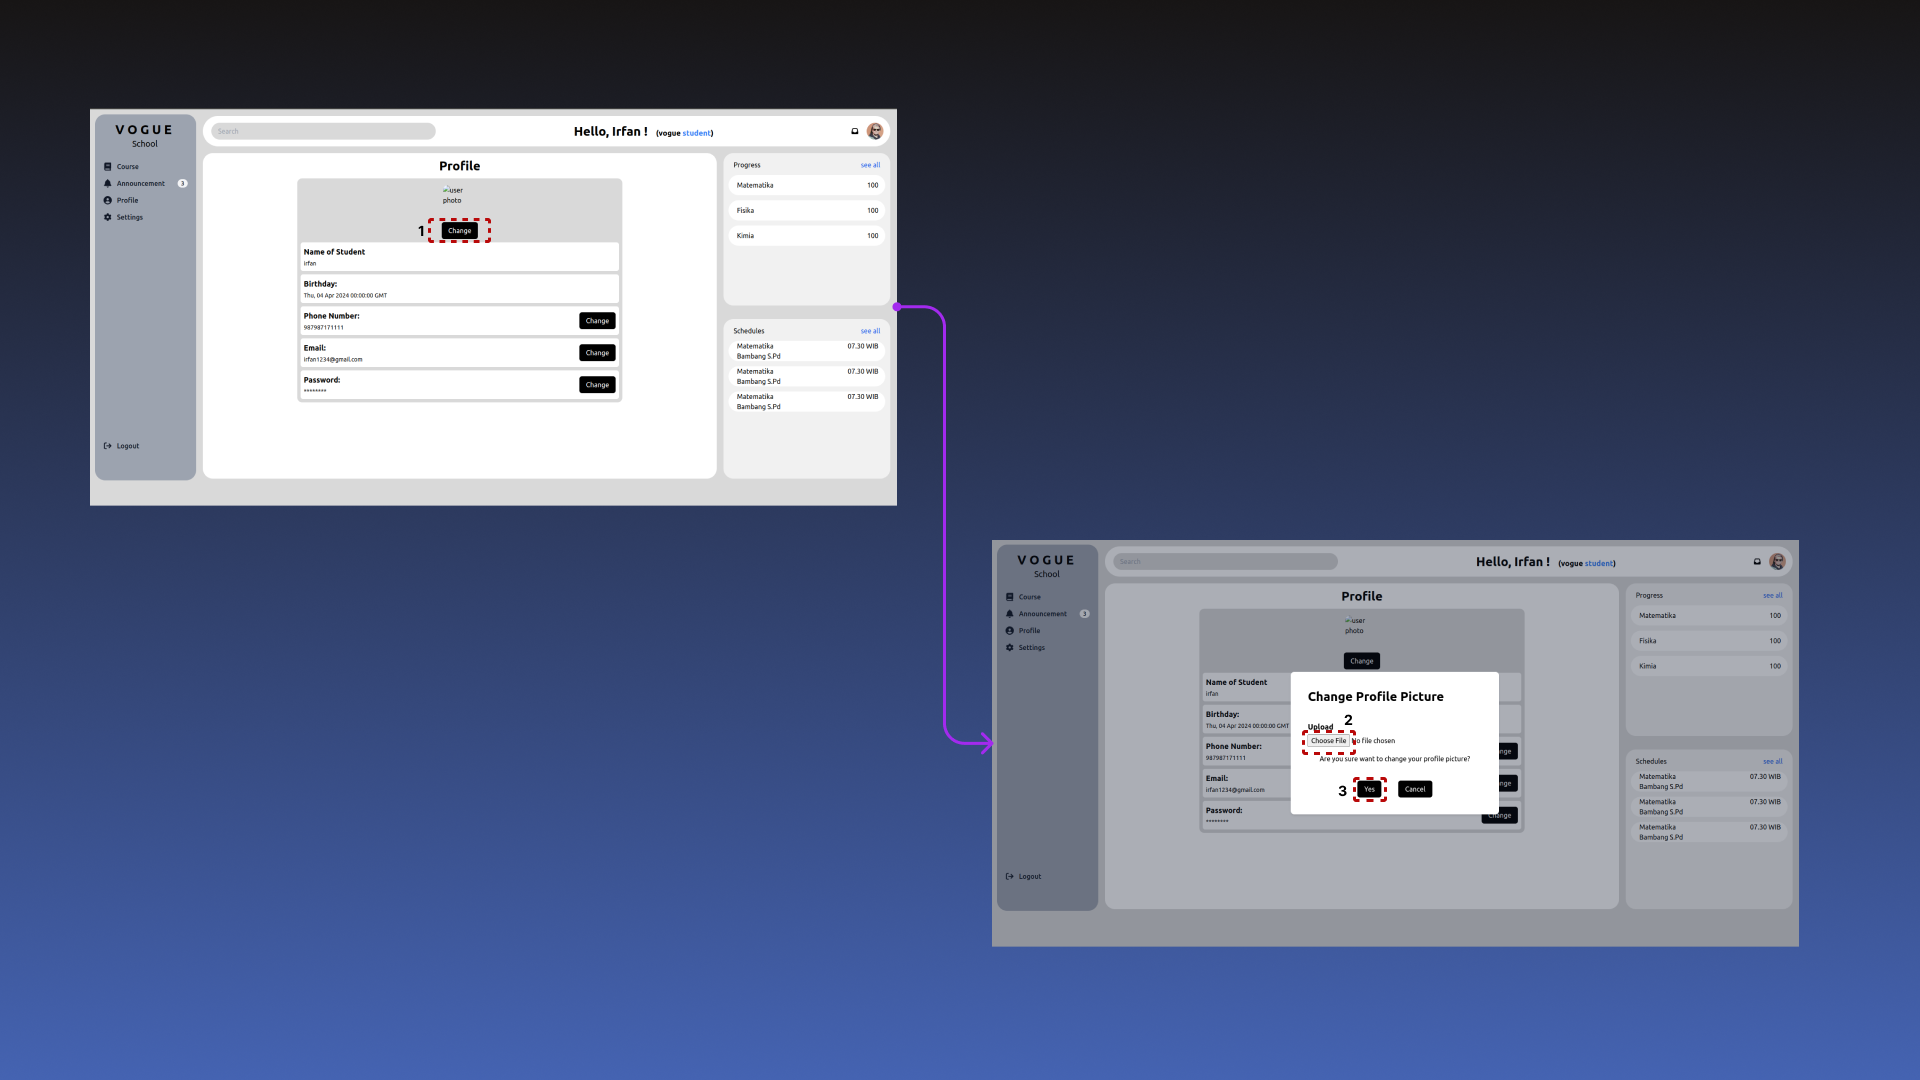 VOGUE
School
Course
Announcement 3
Profile
Settings
Logout
Search
Hello, Irfan ! (vogue student)
Profile
user
photo
1 Change
Name of Student
irfan
Birthday:
Thu, 04 Apr 2024 00:00:00 GMT
Phone Number:
987987171111
Change
Email:
irfan1234@gmail.com
Change
Password:
********
Change
Progress see all
Matematika 100
Fisika 100
Kimia 100
Schedules see all
Matematika 07.30 WIB
Bambang S.Pd
Matematika 07.30 WIB
Bambang S.Pd
Matematika 07.30 WIB
Bambang S.Pd
VOGUE
School
Course
Announcement 3
Profile
Settings
Logout
Search
Hello, Irfan ! (vogue student)
Profile
user
photo
Change
Name of Student
irfan
Birthday:
Thu, 04 Apr 2024 00:00:00 GMT
Phone Number:
987987171111
nge
Email:
irfan1234@gmail.com
nge
Password:
********
Change
Change Profile Picture
2
Upload
Choose File No file chosen
Are you sure want to change your profile picture?
3 Yes Cancel
Progress see all
Matematika 100
Fisika 100
Kimia 100
Schedules see all
Matematika 07.30 WIB
Bambang S.Pd
Matematika 07.30 WIB
Bambang S.Pd
Matematika 07.30 WIB
Bambang S.Pd